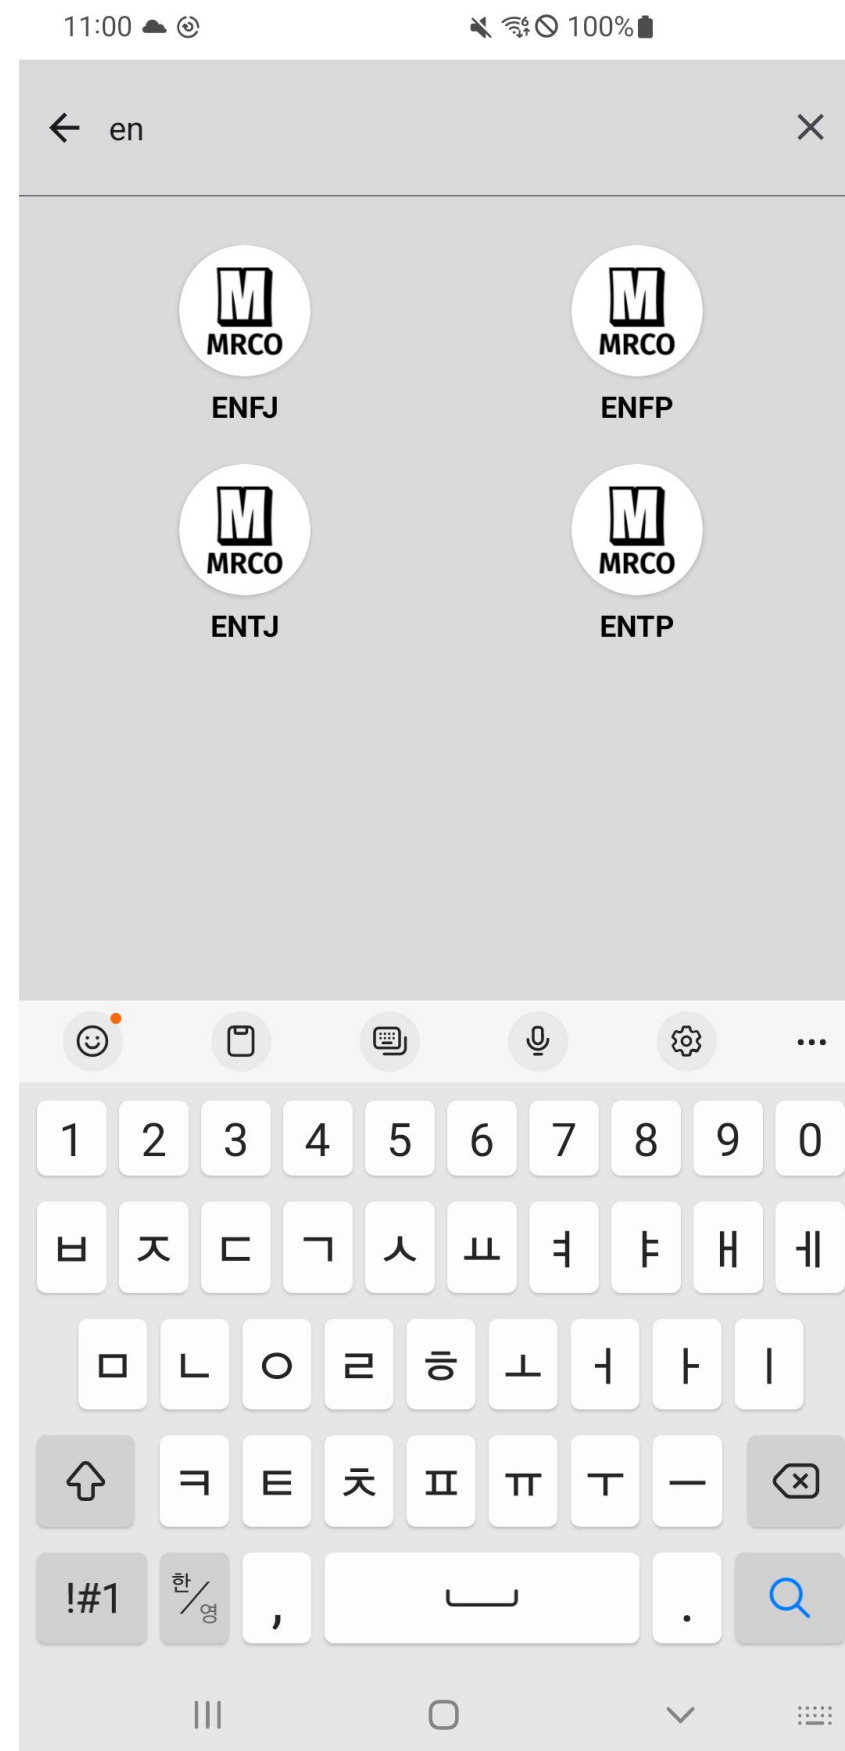 11:00 100%
en
M M
MRCO MRCO
ENFJ ENFP
M M
MRCO MRCO
ENTJ ENTP
1 2 3 4 5 6 7 8 9 0
ㅂ ㅈ ㄷ ㄱ ㅅ ㅛ ㅕ ㅑ ㅐ ㅔ
ㅁ ㄴ ㅇ ㄹ ㅎ ㅗ ㅓ ㅏ ㅣ
ㅋ ㅌ ㅊ ㅍ ㅠ ㅜ ㅡ
!#1 한/영 , .